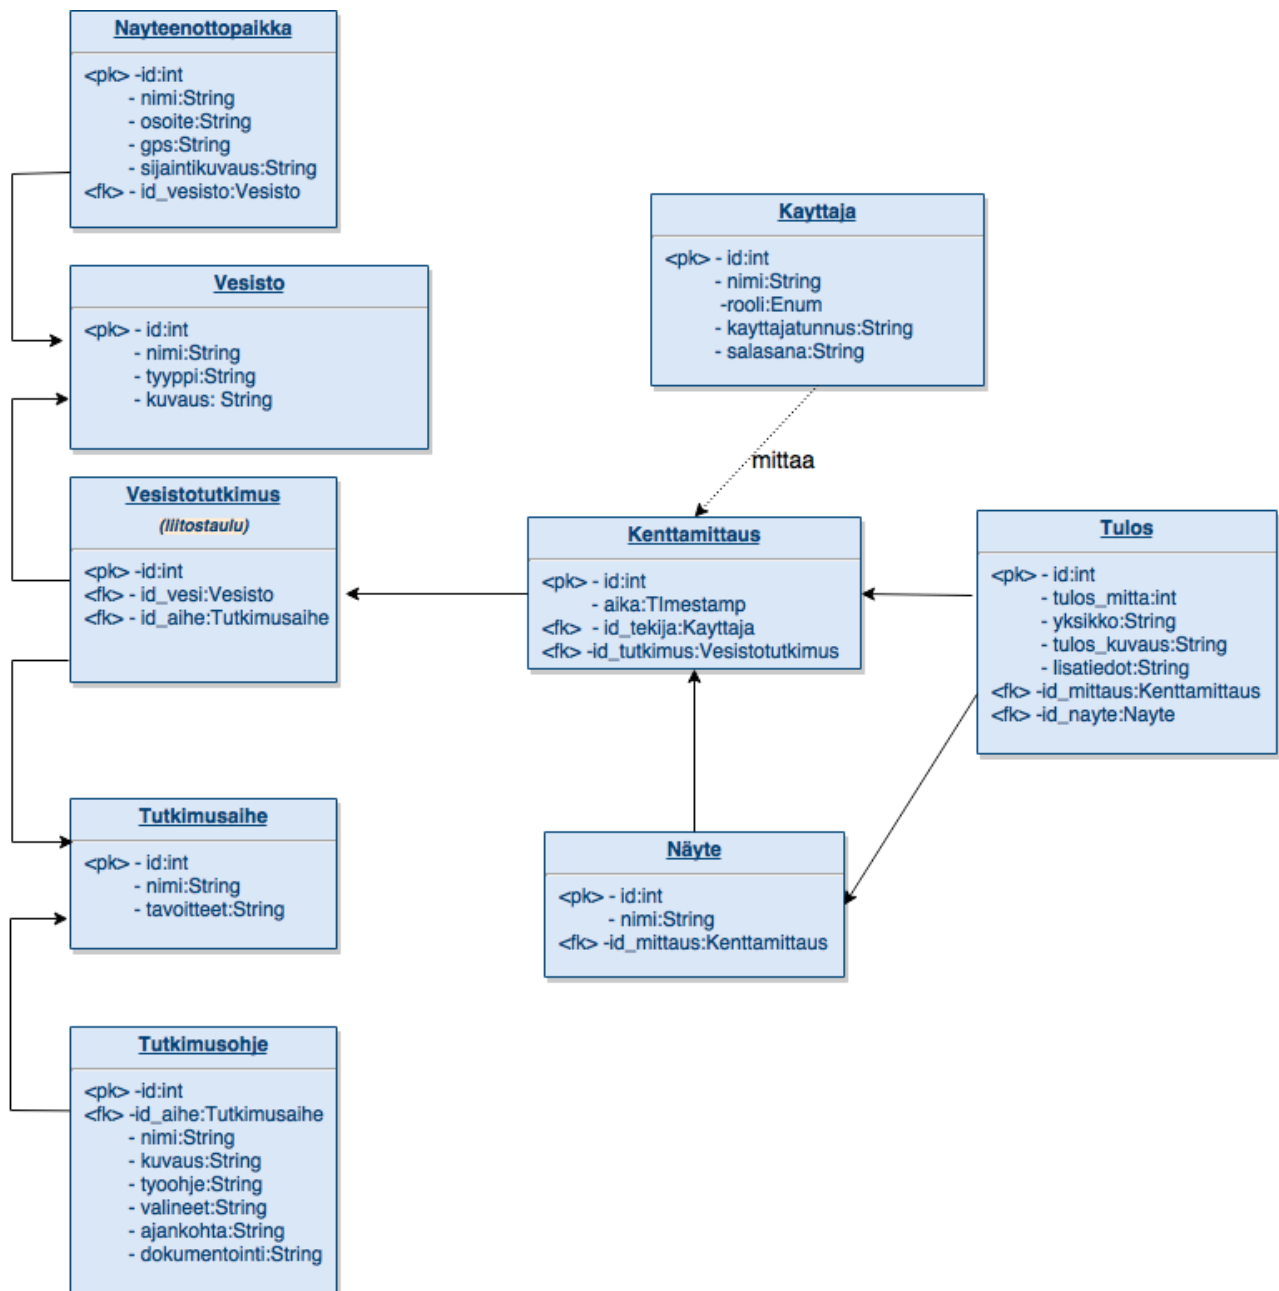 Nayteenottopaikka
<pk> -id:int
- nimi:String
- osoite:String
- gps:String
- sijaintikuvaus:String
<fk> - id_vesisto:Vesisto
Vesisto
<pk> - id:int
- nimi:String
- tyyppi:String
- kuvaus: String
Vesistotutkimus
(liitostaulu)
<pk> -id:int
<fk> - id_vesi:Vesisto
<fk> - id_aihe:Tutkimusaihe
Tutkimusaihe
<pk> - id:int
- nimi:String
- tavoitteet:String
Tutkimusohje
<pk> -id:int
<fk> -id_aihe:Tutkimusaihe
- nimi:String
- kuvaus:String
- tyoohje:String
- valineet:String
- ajankohta:String
- dokumentointi:String
Kayttaja
<pk> - id:int
- nimi:String
-rooli:Enum
- kayttajatunnus:String
- salasana:String
mittaa
Kenttamittaus
<pk> - id:int
- aika:TImestamp
<fk> - id_tekija:Kayttaja
<fk> -id_tutkimus:Vesistotutkimus
Näyte
<pk> - id:int
- nimi:String
<fk> -id_mittaus:Kenttamittaus
Tulos
<pk> - id:int
- tulos_mitta:int
- yksikko:String
- tulos_kuvaus:String
- lisatiedot:String
<fk> -id_mittaus:Kenttamittaus
<fk> -id_nayte:Nayte